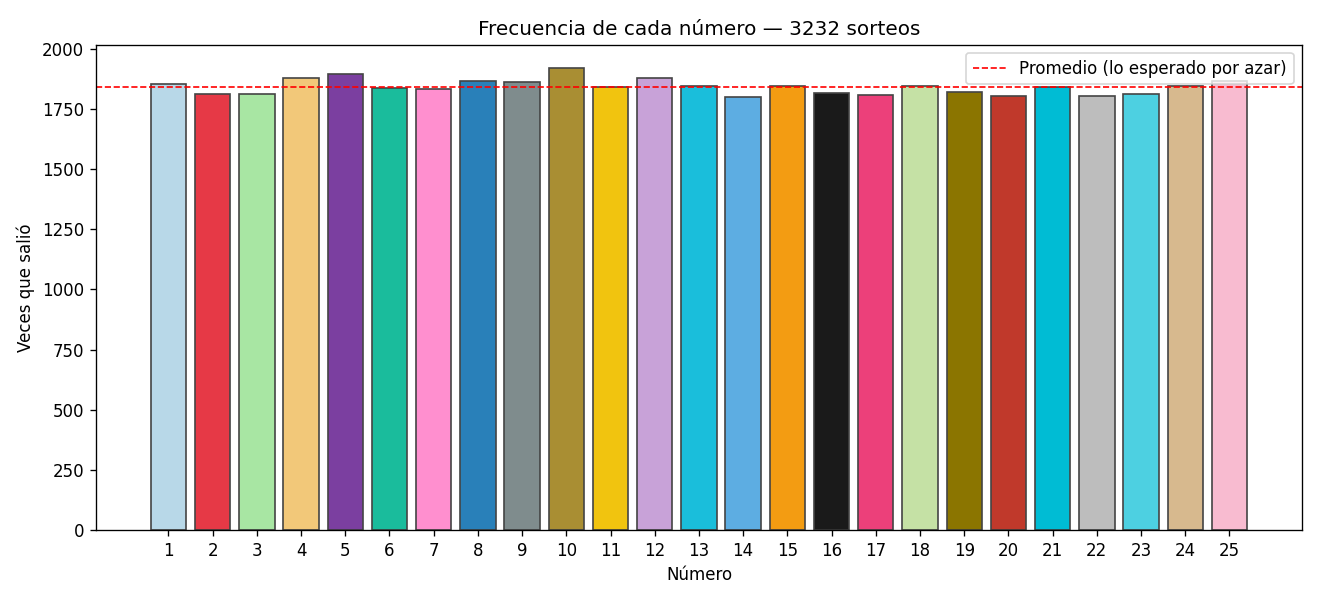 Frecuencia de cada número — 3232 sorteos
Promedio (lo esperado por azar)
Veces que salió
2000
1750
1500
1250
1000
750
500
250
0
1 2 3 4 5 6 7 8 9 10 11 12 13 14 15 16 17 18 19 20 21 22 23 24 25
Número